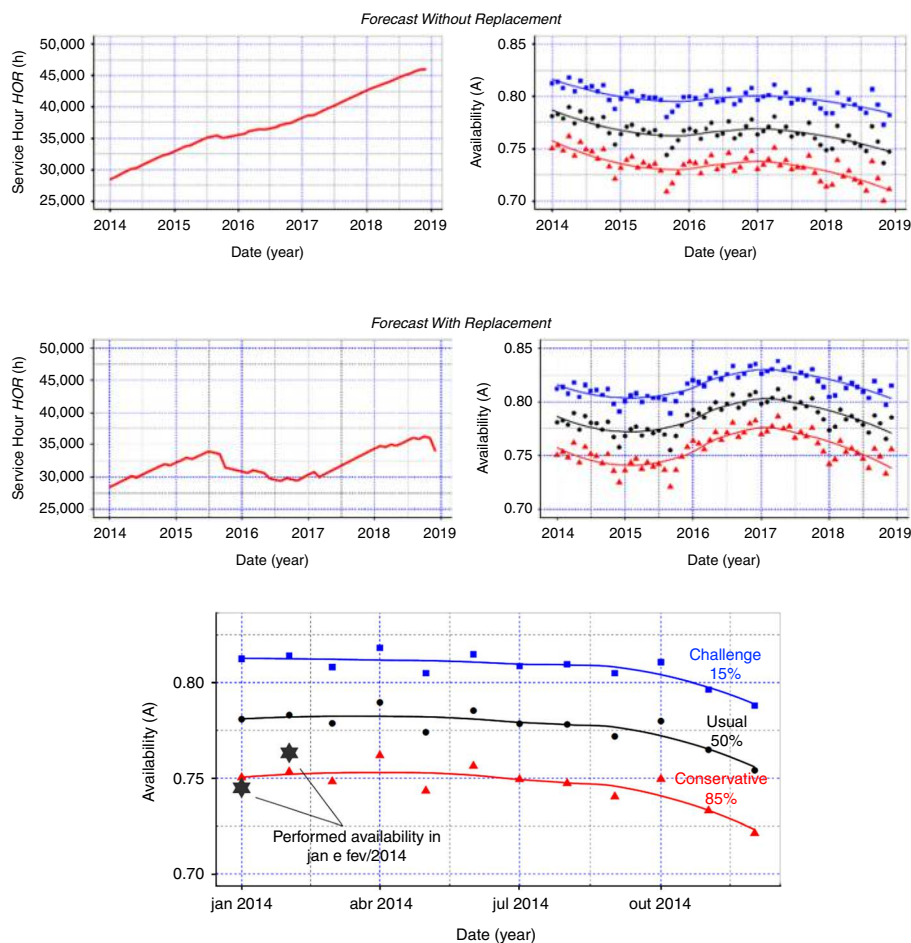 Forecast Without Replacement
Service Hour HOR (h)
50,000
45,000
40,000
35,000
30,000
25,000
2014 2015 2016 2017 2018 2019
Date (year)
Availability (A)
0.85
0.80
0.75
0.70
2014 2015 2016 2017 2018 2019
Date (year)
Forecast With Replacement
Service Hour HOR (h)
50,000
45,000
40,000
35,000
30,000
25,000
2014 2015 2016 2017 2018 2019
Date (year)
Availability (A)
0.85
0.80
0.75
0.70
2014 2015 2016 2017 2018 2019
Date (year)
Availability (A)
0.80
0.75
0.70
Challenge
15%
Usual
50%
Conservative
85%
Performed availability in
jan e fev/2014
jan 2014 abr 2014 jul 2014 out 2014
Date (year)